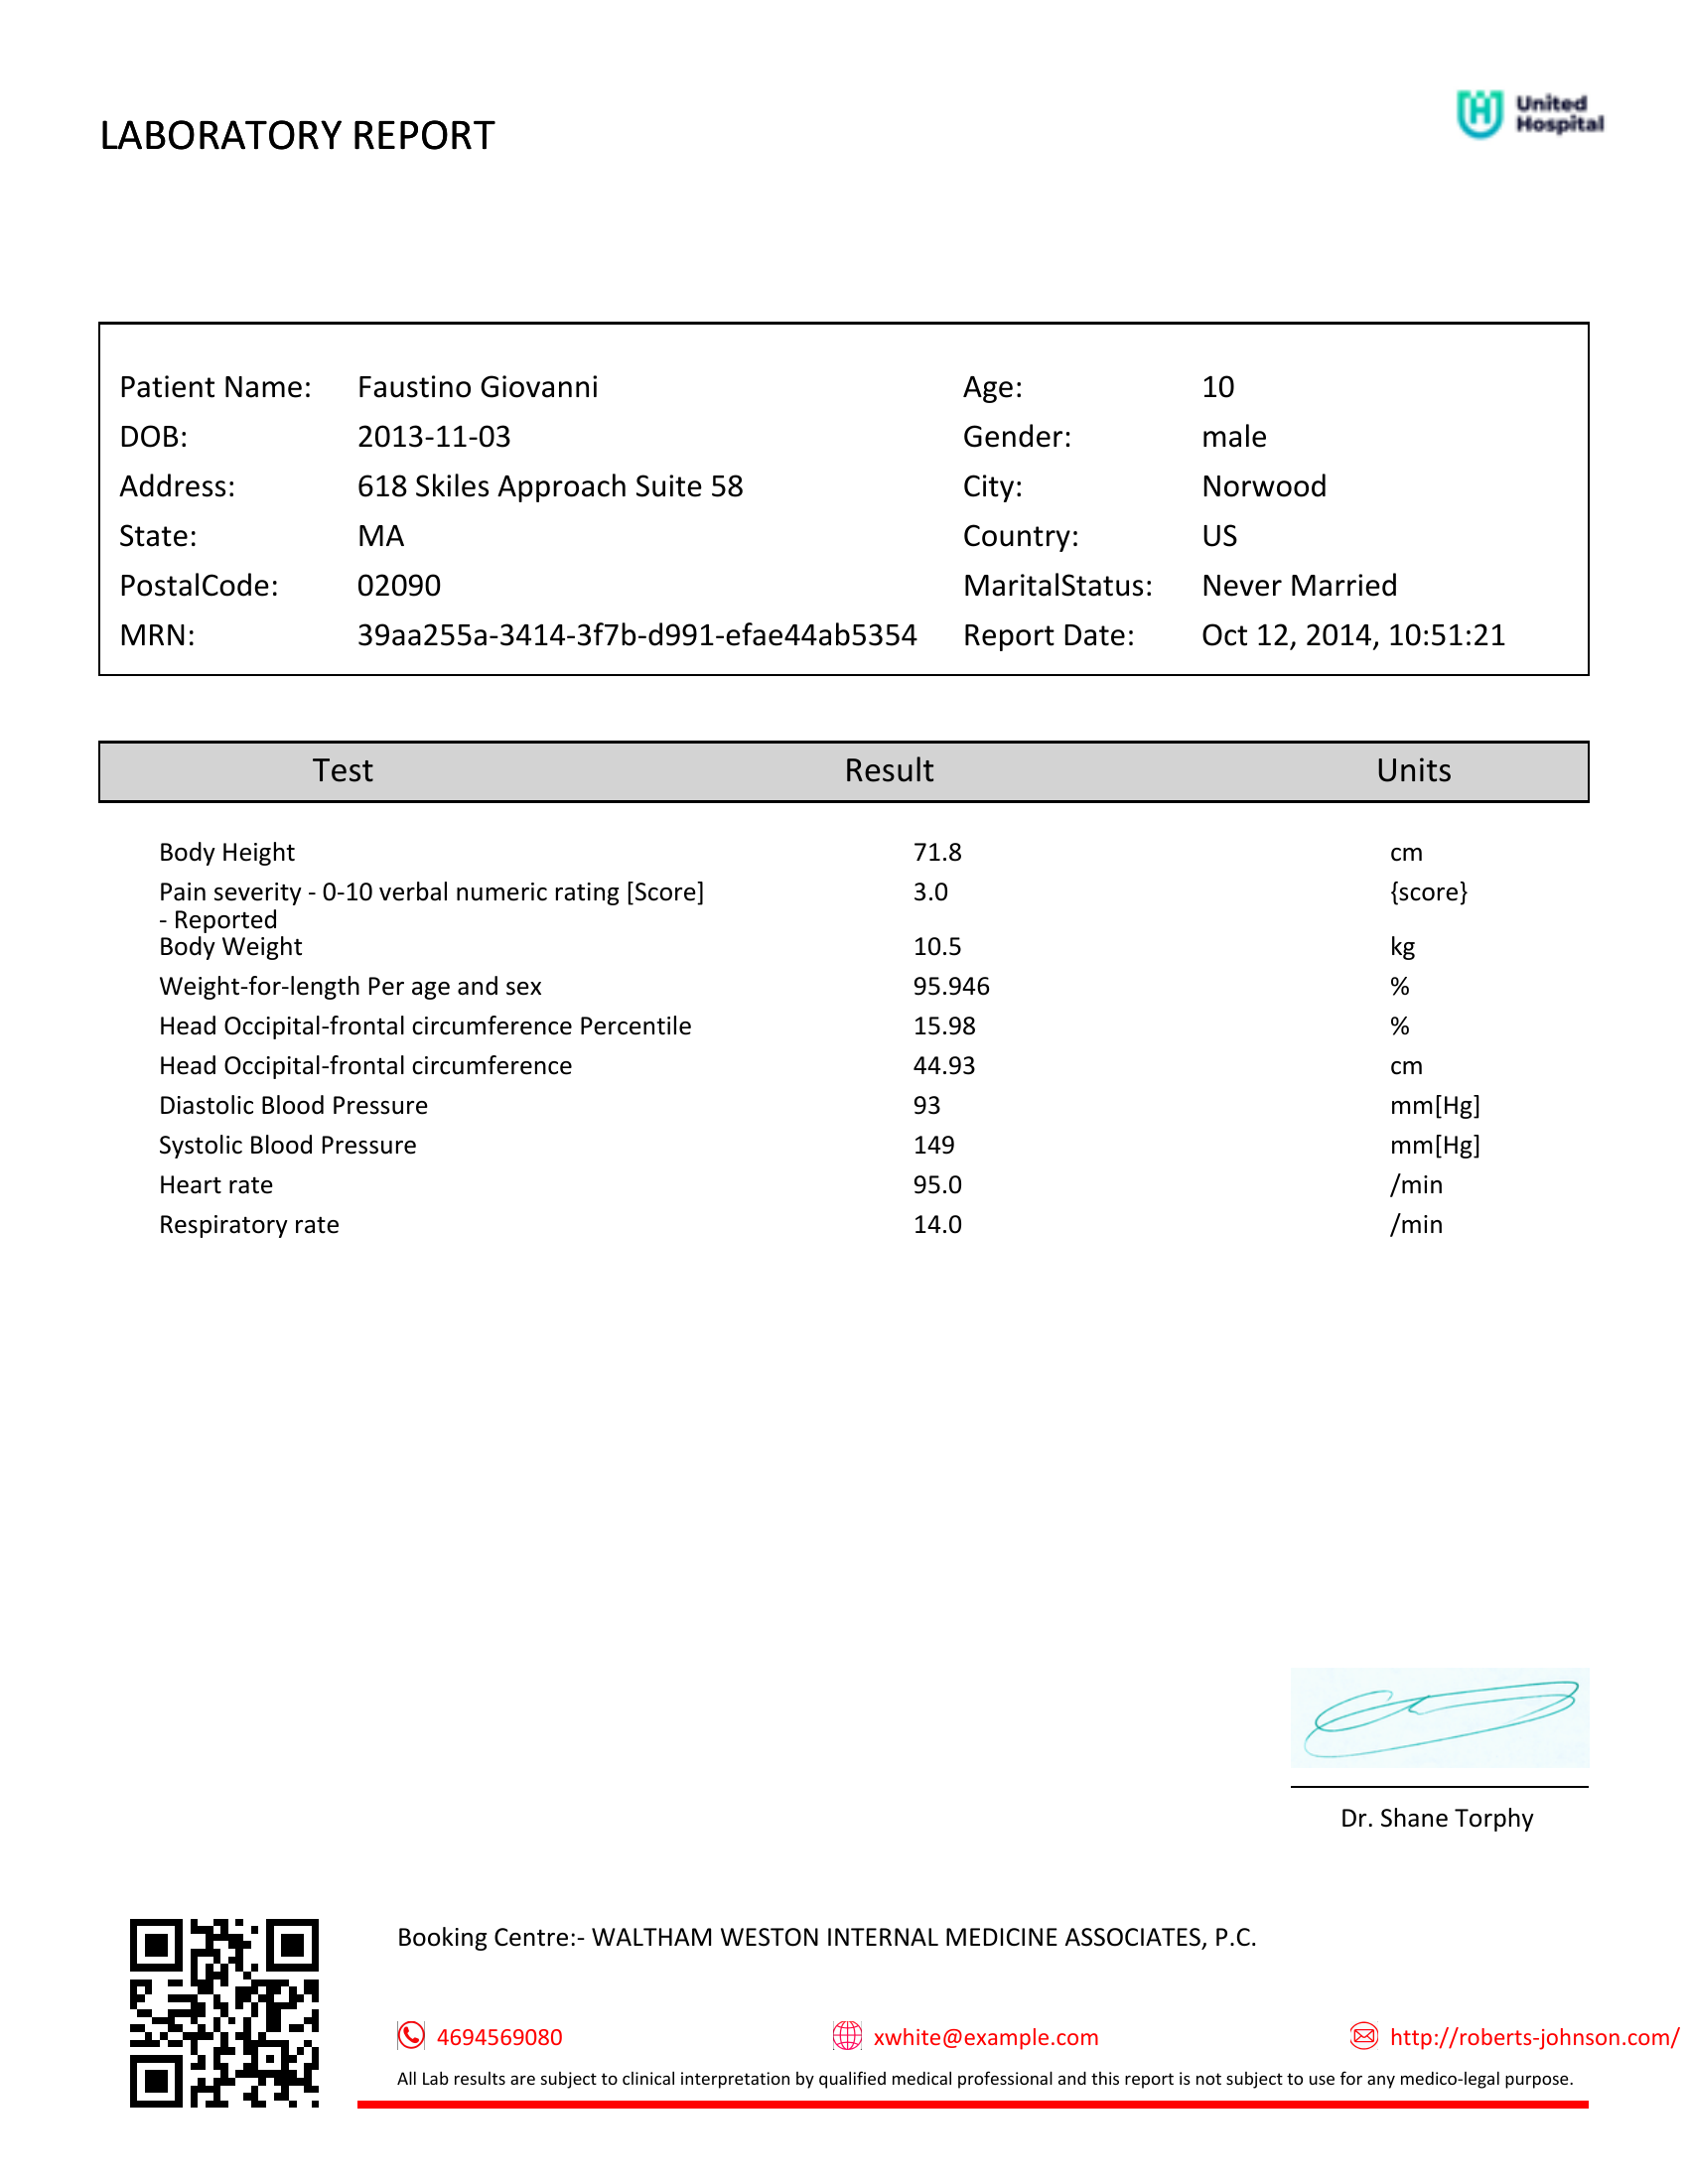 LABORATORY REPORT
United
Hospital
Patient Name: Faustino Giovanni Age: 10
DOB: 2013-11-03 Gender: male
Address: 618 Skiles Approach Suite 58 City: Norwood
State: MA Country: US
PostalCode: 02090 MaritalStatus: Never Married
MRN: 39aa255a-3414-3f7b-d991-efae44ab5354 Report Date: Oct 12, 2014, 10:51:21
Test Result Units
Body Height 71.8 cm
Pain severity - 0-10 verbal numeric rating [Score] 3.0 {score}
- Reported
Body Weight 10.5 kg
Weight-for-length Per age and sex 95.946 %
Head Occipital-frontal circumference Percentile 15.98 %
Head Occipital-frontal circumference 44.93 cm
Diastolic Blood Pressure 93 mm[Hg]
Systolic Blood Pressure 149 mm[Hg]
Heart rate 95.0 /min
Respiratory rate 14.0 /min
Dr. Shane Torphy
Booking Centre:- WALTHAM WESTON INTERNAL MEDICINE ASSOCIATES, P.C.
4694569080 xwhite@example.com http://roberts-johnson.com/
All Lab results are subject to clinical interpretation by qualified medical professional and this report is not subject to use for any medico-legal purpose.